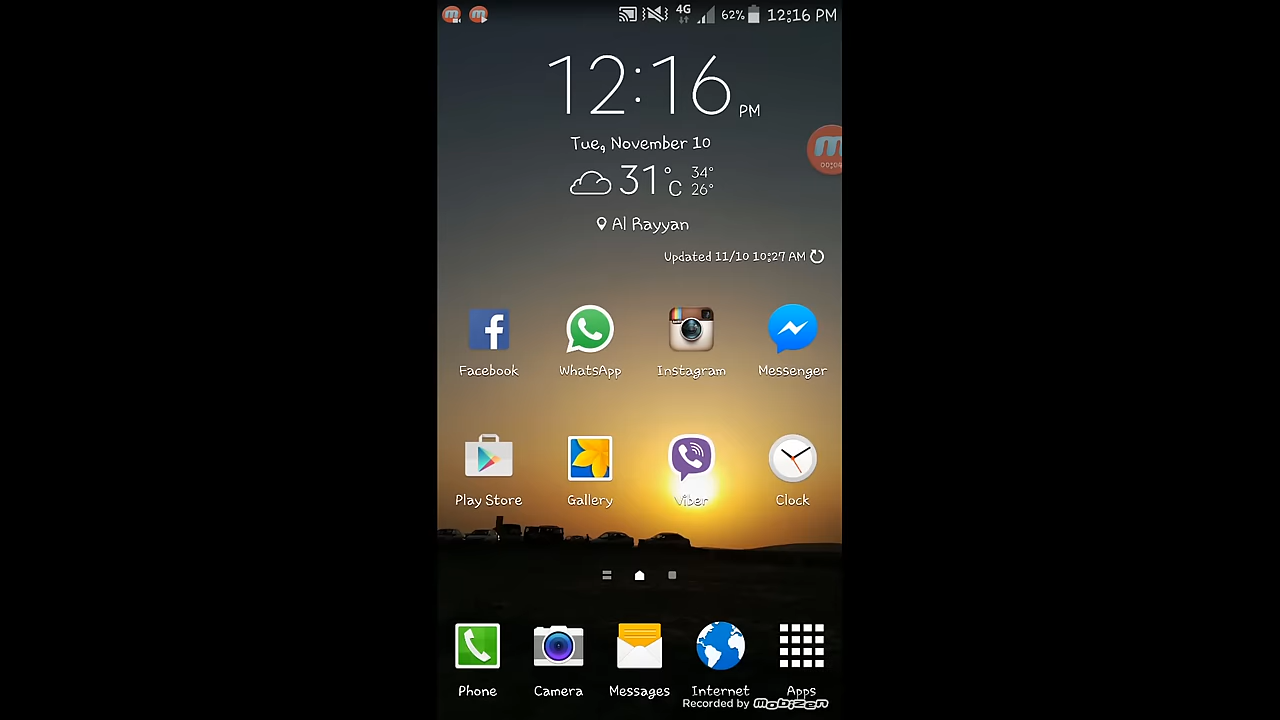 4G 62% 12:16 PM
12:16 PM
Tue, November 10
31°C 34° 26°
Al Rayyan
Updated 11/10 10:27 AM
00:04
Facebook WhatsApp Instagram Messenger
Play Store Gallery Viber Clock
Phone Camera Messages Internet Apps
Recorded by mobizen